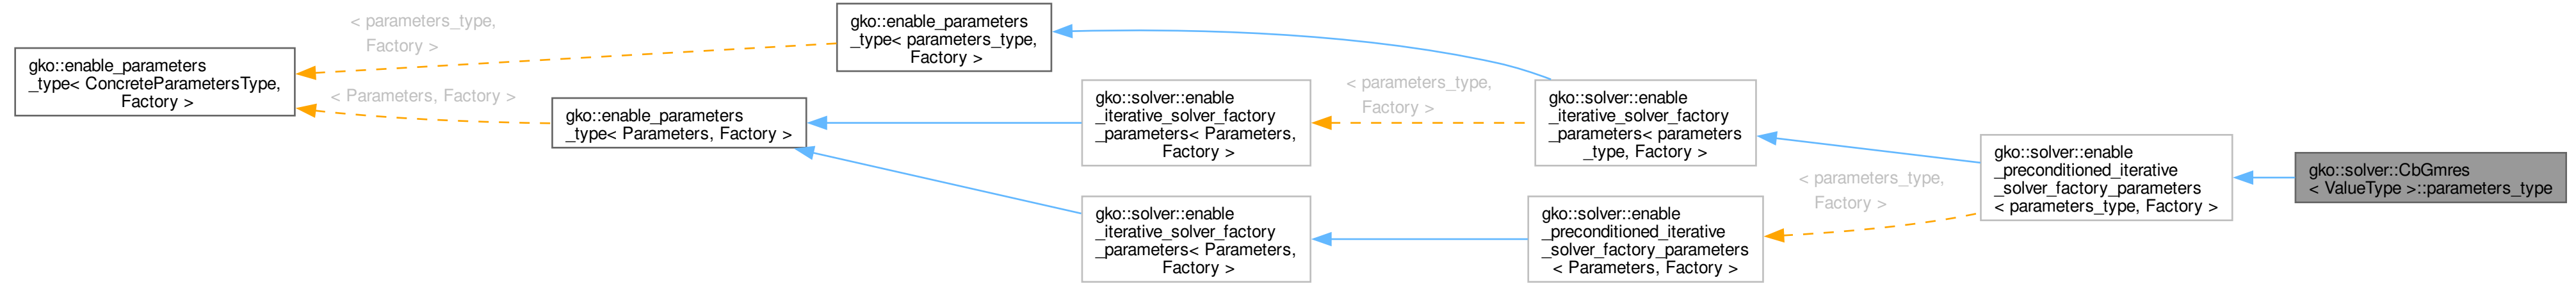 gko::enable_parameters
_type< ConcreteParametersType,
Factory >
< parameters_type,
Factory >
< Parameters, Factory >
gko::enable_parameters
_type< parameters_type,
Factory >
gko::enable_parameters
_type< Parameters, Factory >
gko::solver::enable
_iterative_solver_factory
_parameters< Parameters,
Factory >
gko::solver::enable
_iterative_solver_factory
_parameters< Parameters,
Factory >
< parameters_type,
Factory >
gko::solver::enable
_iterative_solver_factory
_parameters< parameters
_type, Factory >
gko::solver::enable
_preconditioned_iterative
_solver_factory_parameters
< Parameters, Factory >
< parameters_type,
Factory >
gko::solver::enable
_preconditioned_iterative
_solver_factory_parameters
< parameters_type, Factory >
gko::solver::CbGmres
< ValueType >::parameters_type